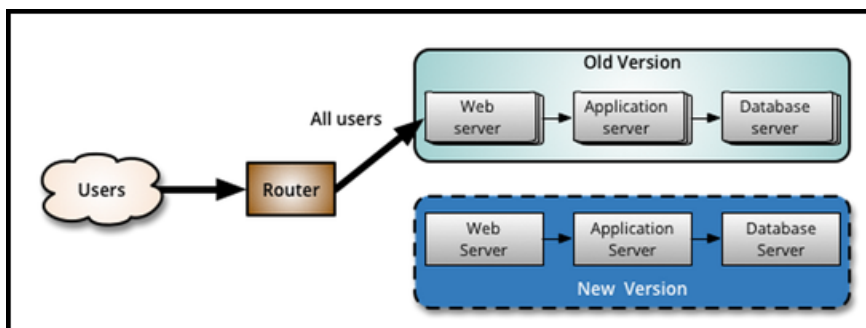 Old Version
Web
server
Application
server
Database
server
All users
Users
Router
Web
Server
Application
Server
Database
Server
New Version